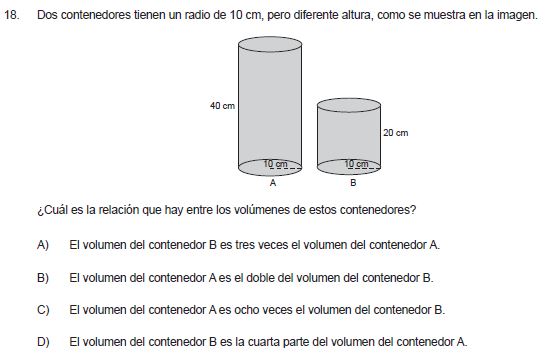 18. Dos contenedores tienen un radio de 10 cm, pero diferente altura, como se muestra en la imagen.
40 cm
20 cm
10 cm
10 cm
A
B
¿Cuál es la relación que hay entre los volúmenes de estos contenedores?
A) El volumen del contenedor B es tres veces el volumen del contenedor A.
B) El volumen del contenedor A es el doble del volumen del contenedor B.
C) El volumen del contenedor A es ocho veces el volumen del contenedor B.
D) El volumen del contenedor B es la cuarta parte del volumen del contenedor A.